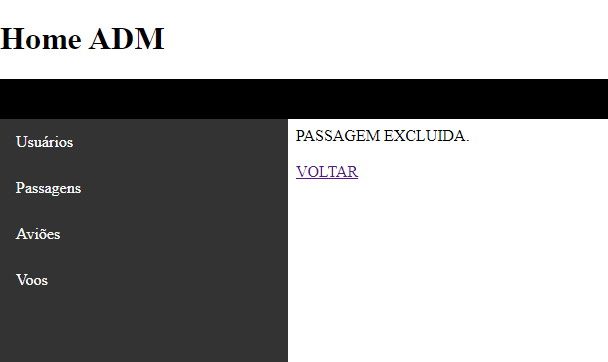 Home ADM
Usuários
Passagens
Aviões
Voos
PASSAGEM EXCLUIDA.
VOLTAR